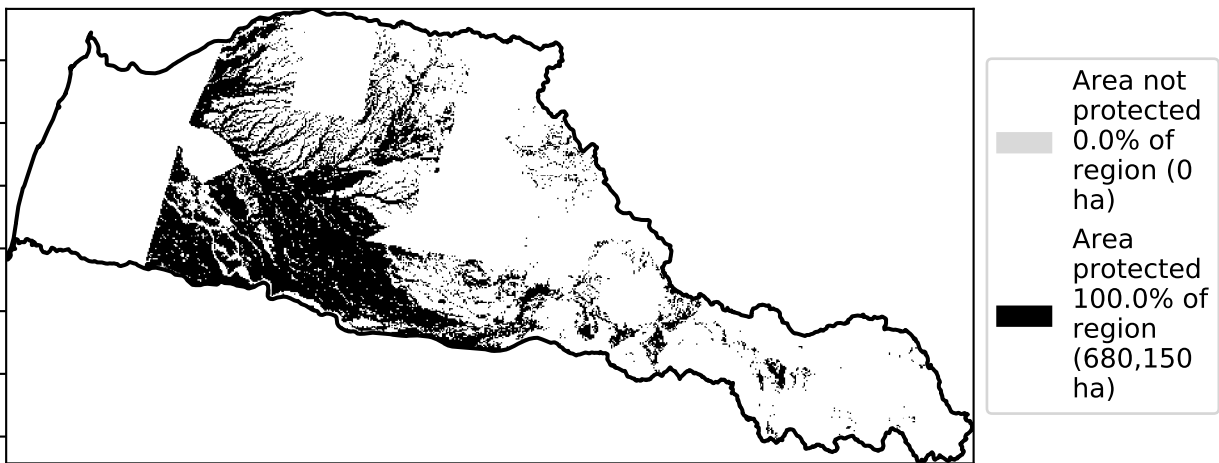 Area not
protected
0.0% of
region (0
ha)
Area
protected
100.0% of
region
(680,150
ha)